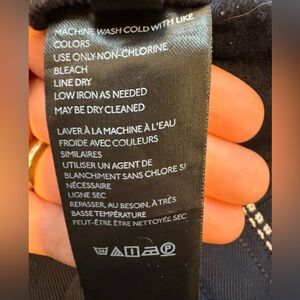 MACHINE WASH COLD WITH LIKE
COLORS
USE ONLY NON-CHLORINE
BLEACH
LINE DRY
LOW IRON AS NEEDED
MAY BE DRY CLEANED
LAVER À LA MACHINE À L'EAU
FROIDE AVEC COULEURS
SIMILAIRES
UTILISER UN AGENT DE
BLANCHIMENT SANS CHLORE SI
NÉCESSAIRE
LIGNE SEC
REPASSER, AU BESOIN, À TRÈS
BASSE TEMPÉRATURE
PEUT-ÊTRE ÊTRE NETTOYÉE SEC
P